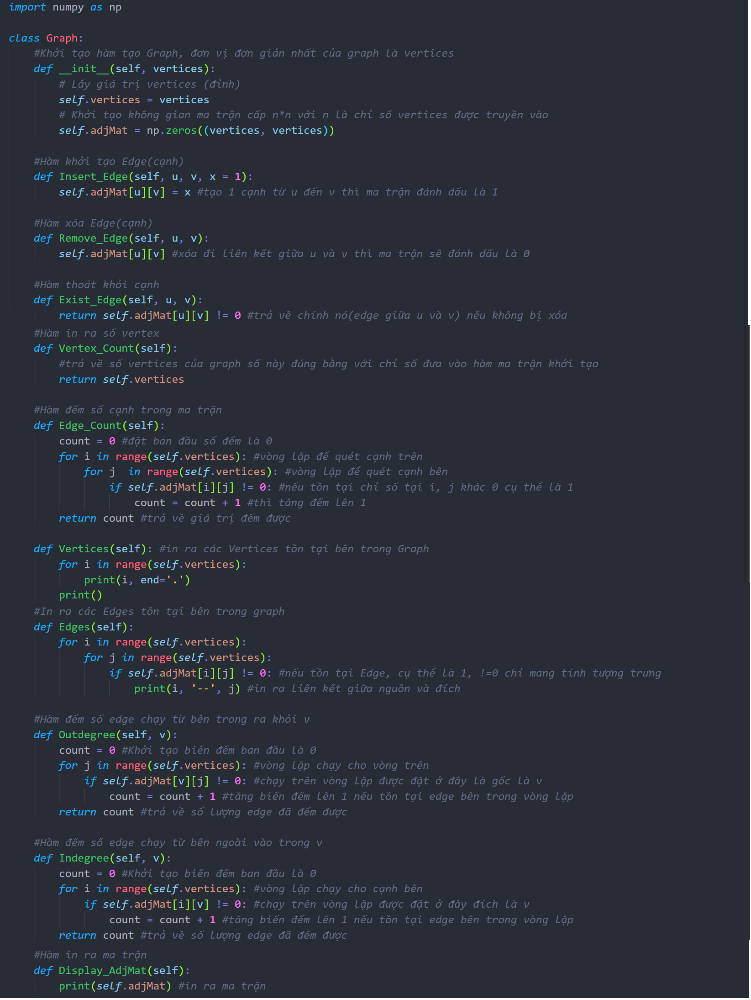 import numpy as np
class Graph:
#Khởi tạo hàm tạo Graph, đơn vị đơn giản nhất của graph là vertices
def __init__(self, vertices):
# Lấy giá trị vertices (đỉnh)
self.vertices = vertices
# Khởi tạo không gian ma trận cấp n*n với n là chỉ số vertices được truyền vào
self.adjMat = np.zeros((vertices, vertices))
#Hàm khởi tạo Edge(cạnh)
def Insert_Edge(self, u, v, x = 1):
self.adjMat[u][v] = x #tạo 1 cạnh từ u đến v thì ma trận đánh dấu là 1
#Hàm xóa Edge(cạnh)
def Remove_Edge(self, u, v):
self.adjMat[u][v] #xóa đi liên kết giữa u và v thì ma trận sẽ đánh dấu là 0
#Hàm thoát khỏi cạnh
def Exist_Edge(self, u, v):
return self.adjMat[u][v] != 0 #trả về chính nó(edge giữa u và v) nếu không bị xóa
#Hàm in ra số vertex
def Vertex_Count(self):
#trả về số vertices của graph số này đúng bằng với chỉ số đưa vào hàm ma trận khởi tạo
return self.vertices
#Hàm đếm số cạnh trong ma trận
def Edge_Count(self):
count = 0 #đặt ban đầu số đếm là 0
for i in range(self.vertices): #vòng lặp để quét cạnh trên
for j  in range(self.vertices): #vòng lặp để quét cạnh bên
if self.adjMat[i][j] != 0: #nếu tồn tại chỉ số tại i, j khác 0 cụ thể là 1
count = count + 1 #thì tăng đếm lên 1
return count #trả về giá trị đếm được
def Vertices(self): #in ra các Vertices tồn tại bên trong Graph
for i in range(self.vertices):
print(i, end='.')
print()
#In ra các Edges tồn tại bên trong graph
def Edges(self):
for i in range(self.vertices):
for j in range(self.vertices):
if self.adjMat[i][j] != 0: #nếu tồn tại Edge, cụ thể là 1, !=0 chỉ mang tính tượng trưng
print(i, '--', j) #in ra liên kết giữa nguồn và đích
#Hàm đếm số edge chạy từ bên trong ra khỏi v
def Outdegree(self, v):
count = 0 #Khởi tạo biến đếm ban đầu là 0
for j in range(self.vertices): #vòng lặp chạy cho vòng trên
if self.adjMat[v][j] != 0: #chạy trên vòng lặp được đặt ở đây là gốc là v
count = count + 1 #tăng biến đếm lên 1 nếu tồn tại edge bên trong vòng lặp
return count #trả về số lượng edge đã đếm được
#Hàm đếm số edge chạy từ bên ngoài vào trong v
def Indegree(self, v):
count = 0 #Khởi tạo biến đếm ban đầu là 0
for i in range(self.vertices): #vòng lặp chạy cho cạnh bên
if self.adjMat[i][v] != 0: #chạy trên vòng lặp được đặt ở đây đích là v
count = count + 1 #tăng biến đếm lên 1 nếu tồn tại edge bên trong vòng lặp
return count #trả về số lượng edge đã đếm được
#Hàm in ra ma trận
def Display_AdjMat(self):
print(self.adjMat) #in ra ma trận